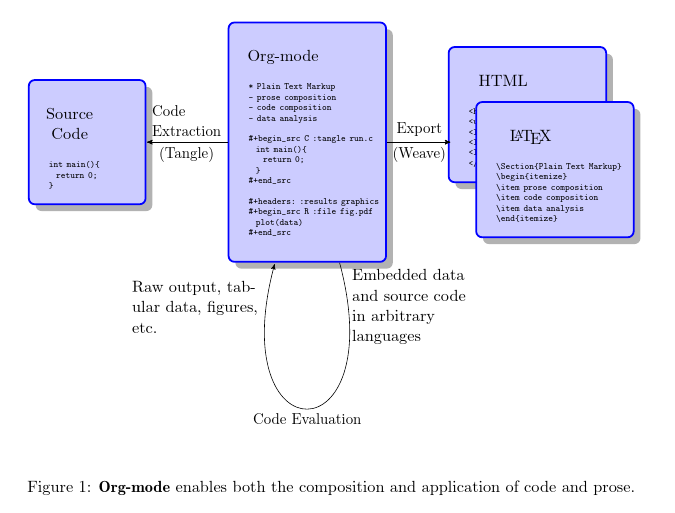 Source
Code
int main(){
return 0;
}
Code
Extraction
(Tangle)
Org-mode
* Plain Text Markup
- prose composition
- code composition
- data analysis
#+begin_src C :tangle run.c
int main(){
return 0;
}
#+end_src
#+headers: :results graphics
#+begin_src R :file fig.pdf
plot(data)
#+end_src
Export
(Weave)
HTML
LATEX
\Section{Plain Text Markup}
\begin{itemize}
\item prose composition
\item code composition
\item data analysis
\end{itemize}
Raw output, tab-
ular data, figures,
etc.
Embedded data
and source code
in arbitrary
languages
Code Evaluation
Figure 1: Org-mode enables both the composition and application of code and prose.